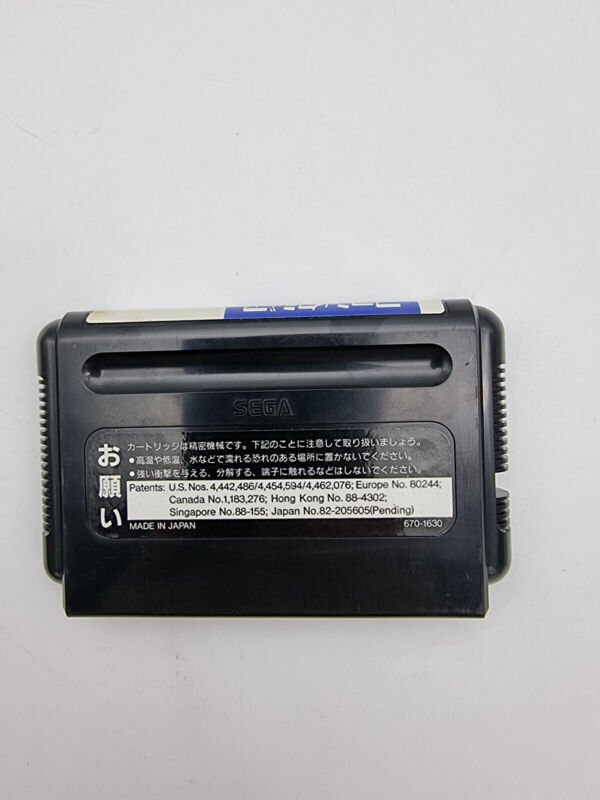 SEGA
お願い
カートリッジは精密機械です。下記のことに注意して取り扱いましょう。
●高温や低温、水などで濡れる恐れのある場所に置かないでください。
●強い衝撃を与える、分解する、端子に触れるなどはしないでください。
Patents: U.S. Nos. 4,442,486/4,454,594/4,462,076; Europe No. 80244;
Canada No.1,183,276; Hong Kong No. 88-4302;
Singapore No.88-155; Japan No.82-205605(Pending)
MADE IN JAPAN 670-1630